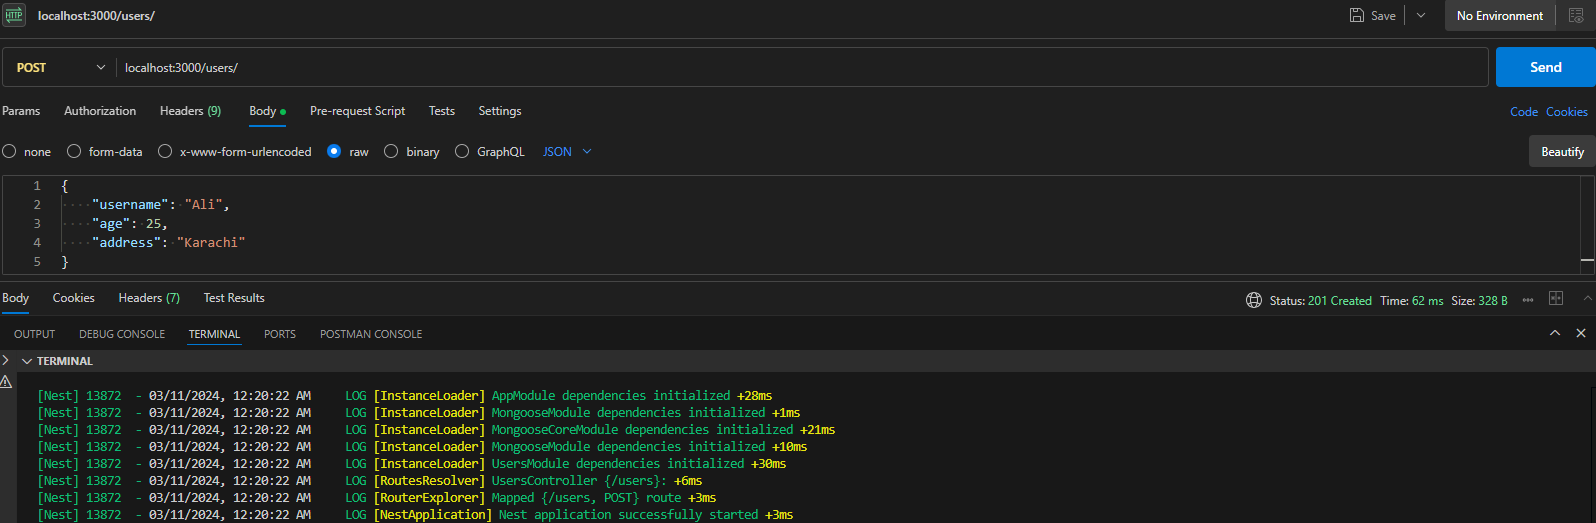 HTTP localhost:3000/users/ Save No Environment
POST localhost:3000/users/ Send
Params Authorization Headers (9) Body Pre-request Script Tests Settings Code Cookies
none form-data x-www-form-urlencoded raw binary GraphQL JSON Beautify
1 {
2 "username": "Ali",
3 "age": 25,
4 "address": "Karachi"
5 }
Body Cookies Headers (7) Test Results Status: 201 Created Time: 62 ms Size: 328 B
OUTPUT DEBUG CONSOLE TERMINAL PORTS POSTMAN CONSOLE
TERMINAL
[Nest] 13872 - 03/11/2024, 12:20:22 AM LOG [InstanceLoader] AppModule dependencies initialized +28ms
[Nest] 13872 - 03/11/2024, 12:20:22 AM LOG [InstanceLoader] MongooseModule dependencies initialized +1ms
[Nest] 13872 - 03/11/2024, 12:20:22 AM LOG [InstanceLoader] MongooseCoreModule dependencies initialized +21ms
[Nest] 13872 - 03/11/2024, 12:20:22 AM LOG [InstanceLoader] MongooseModule dependencies initialized +10ms
[Nest] 13872 - 03/11/2024, 12:20:22 AM LOG [InstanceLoader] UsersModule dependencies initialized +30ms
[Nest] 13872 - 03/11/2024, 12:20:22 AM LOG [RoutesResolver] UsersController {/users}: +6ms
[Nest] 13872 - 03/11/2024, 12:20:22 AM LOG [RouterExplorer] Mapped {/users, POST} route +3ms
[Nest] 13872 - 03/11/2024, 12:20:22 AM LOG [NestApplication] Nest application successfully started +3ms